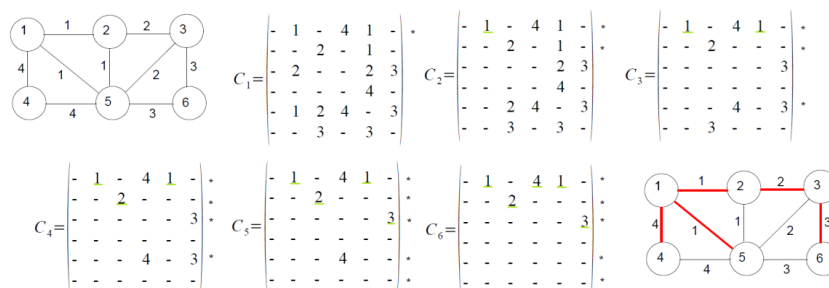 1 1 2 2 3
4 1 1 2 3
4 4 5 3 6
C1=
- 1 - 4 1 - *
- - 2 - 1 -
- 2 - - 2 3
- - - - 4 -
- 1 2 4 - 3
- - 3 - 3 -
C2=
- 1 - 4 1 - *
- - 2 - 1 - *
- - - - 2 3
- - - - 4 -
- - 2 4 - 3
- - 3 - 3 -
C3=
- 1 - 4 1 - *
- - 2 - - - *
- - - - - 3
- - - - - -
- - - 4 - 3 *
- - 3 - - -
C4=
- 1 - 4 1 - *
- - 2 - - - *
- - - - - 3 *
- - - - - -
- - - 4 - 3 *
- - - - - -
C5=
- 1 - 4 1 - *
- - 2 - - - *
- - - - - 3 *
- - - - - -
- - - 4 - - *
- - - - - - *
C6=
- 1 - 4 1 - *
- - 2 - - - *
- - - - - 3 *
- - - - - -
- - - - - - *
- - - - - - *
1 1 2 2 3
4 1 1 2 3
4 4 5 3 6